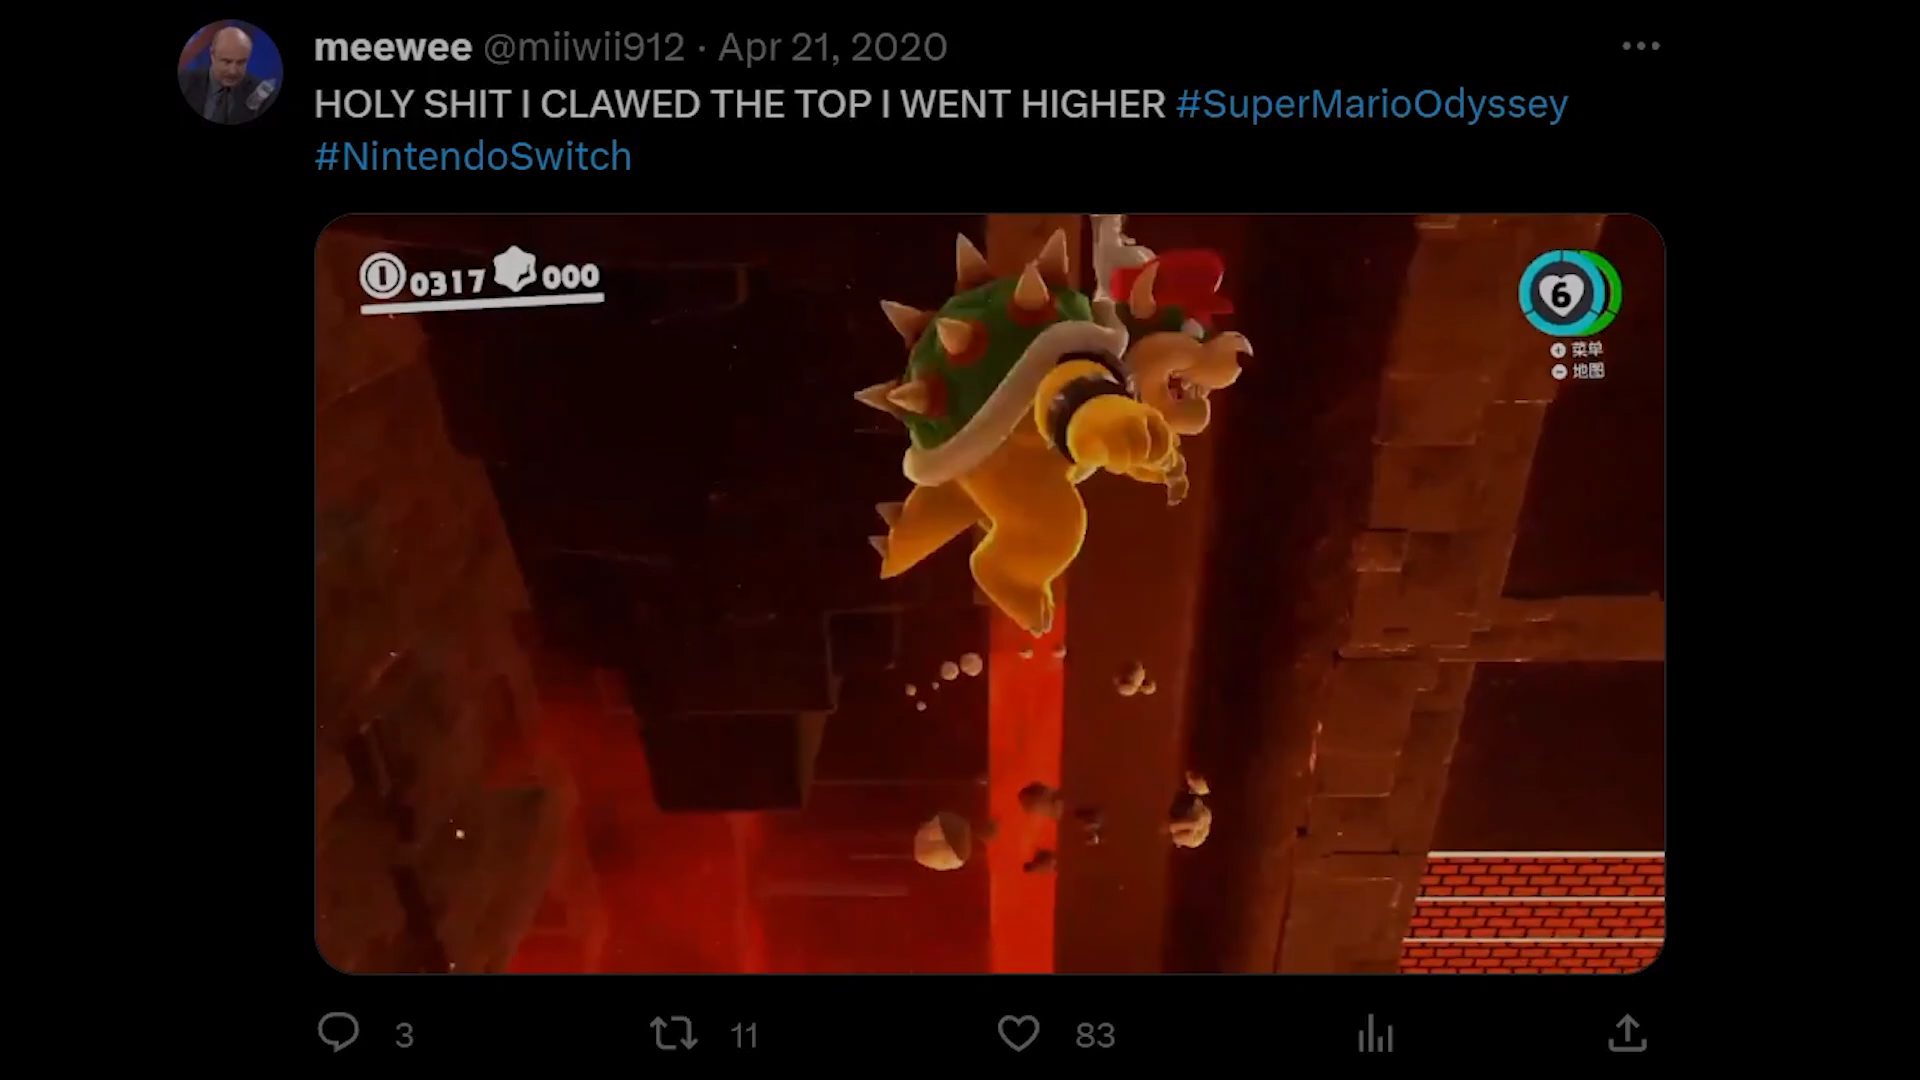 meewee @miiwii912 · Apr 21, 2020
HOLY SHIT I CLAWED THE TOP I WENT HIGHER #SuperMarioOdyssey
#NintendoSwitch
0317 000
6
菜单
地图
3 11 83